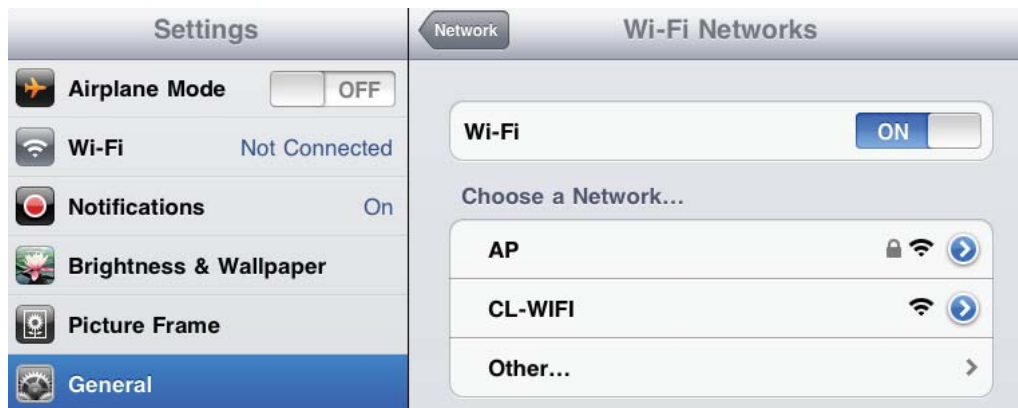 Settings
Airplane Mode OFF
Wi-Fi Not Connected
Notifications On
Brightness & Wallpaper
Picture Frame
General
Network Wi-Fi Networks
Wi-Fi ON
Choose a Network...
AP
CL-WIFI
Other...